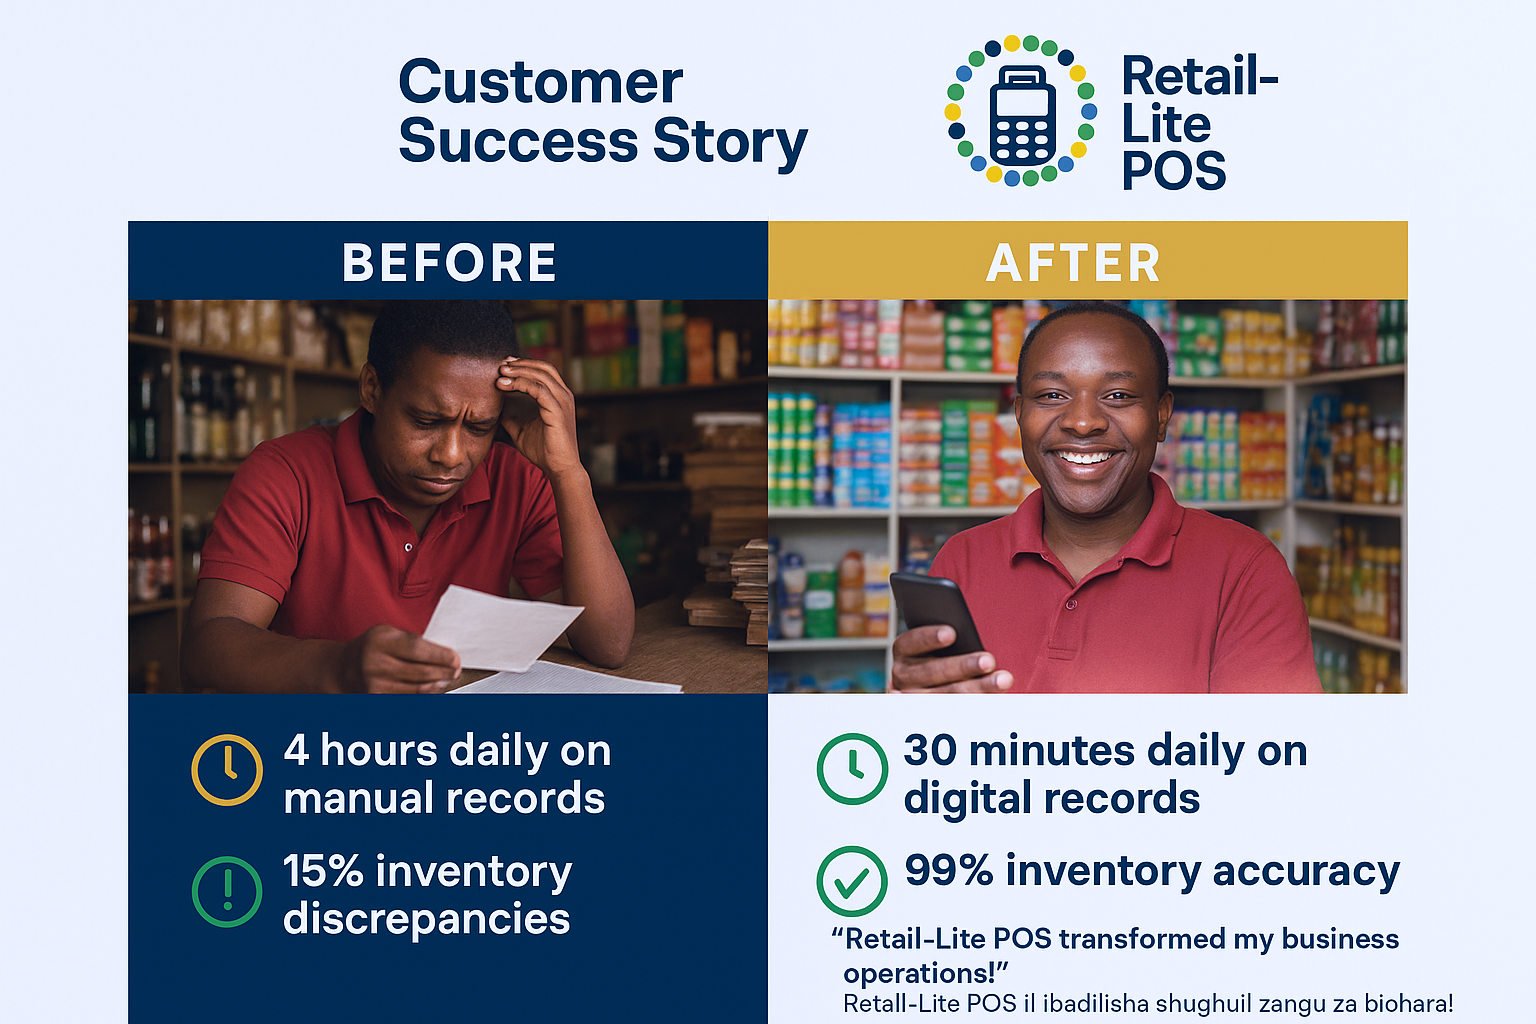 Customer
Success Story
Retail-
Lite
POS
BEFORE
AFTER
4 hours daily on
manual records
15% inventory
discrepancies
30 minutes daily on
digital records
99% inventory accuracy
“Retail-Lite POS transformed my business
operations!”
Retall-Lite POS il ibadilisha shughuil zangu za biohara!